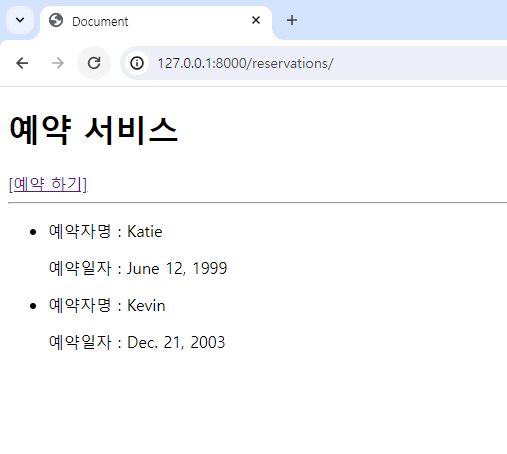 Document
127.0.0.1:8000/reservations/
예약 서비스
[예약 하기]
예약자명 : Katie
예약일자 : June 12, 1999
예약자명 : Kevin
예약일자 : Dec. 21, 2003